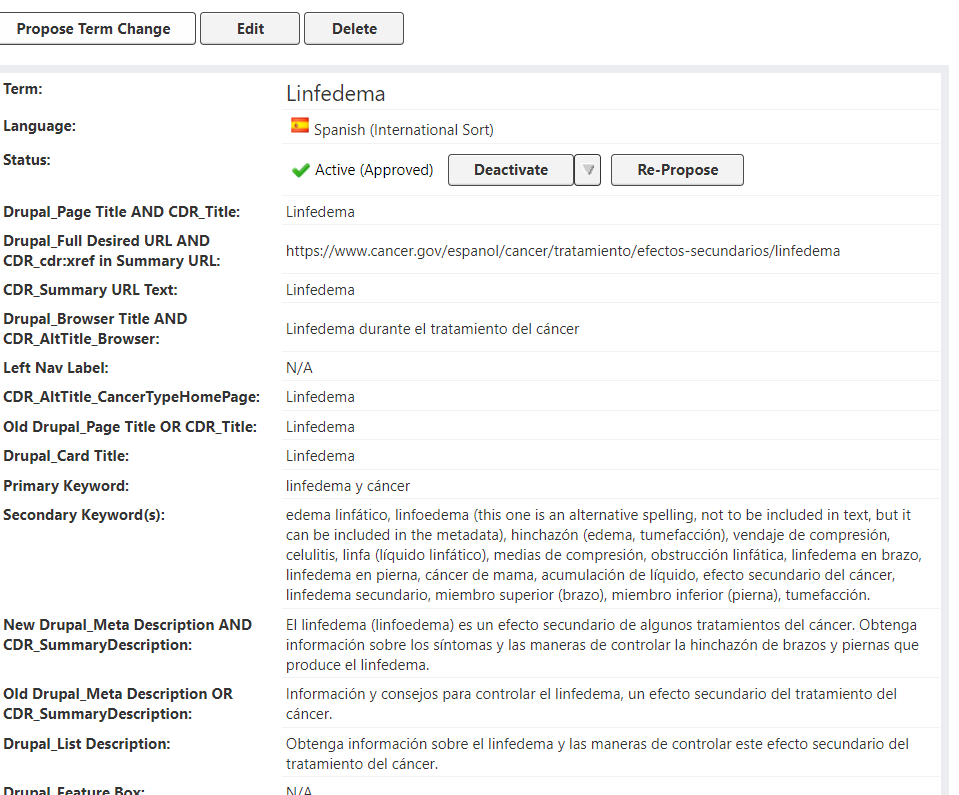 Propose Term Change Edit Delete
Term: Linfedema
Language: Spanish (International Sort)
Status: Active (Approved) Deactivate Re-Propose
Drupal_Page Title AND CDR_Title: Linfedema
Drupal_Full Desired URL AND
CDR_cdr:xref in Summary URL: https://www.cancer.gov/espanol/cancer/tratamiento/efectos-secundarios/linfedema
CDR_Summary URL Text: Linfedema
Drupal_Browser Title AND
CDR_AltTitle_Browser: Linfedema durante el tratamiento del cáncer
Left Nav Label: N/A
CDR_AltTitle_CancerTypeHomePage: Linfedema
Old Drupal_Page Title OR CDR_Title: Linfedema
Drupal_Card Title: Linfedema
Primary Keyword: linfedema y cáncer
Secondary Keyword(s): edema linfático, linfoedema (this one is an alternative spelling, not to be included in text, but it
can be included in the metadata), hinchazón (edema, tumefacción), vendaje de compresión,
celulitis, linfa (líquido linfático), medias de compresión, obstrucción linfática, linfedema en brazo,
linfedema en pierna, cáncer de mama, acumulación de líquido, efecto secundario del cáncer,
linfedema secundario, miembro superior (brazo), miembro inferior (pierna), tumefacción.
New Drupal_Meta Description AND
CDR_SummaryDescription: El linfedema (linfoedema) es un efecto secundario de algunos tratamientos del cáncer. Obtenga
información sobre los síntomas y las maneras de controlar la hinchazón de brazos y piernas que
produce el linfedema.
Old Drupal_Meta Description OR
CDR_SummaryDescription: Información y consejos para controlar el linfedema, un efecto secundario del tratamiento del
cáncer.
Drupal_List Description: Obtenga información sobre el linfedema y las maneras de controlar este efecto secundario del
tratamiento del cáncer.
Drupal_Feature Box: N/A